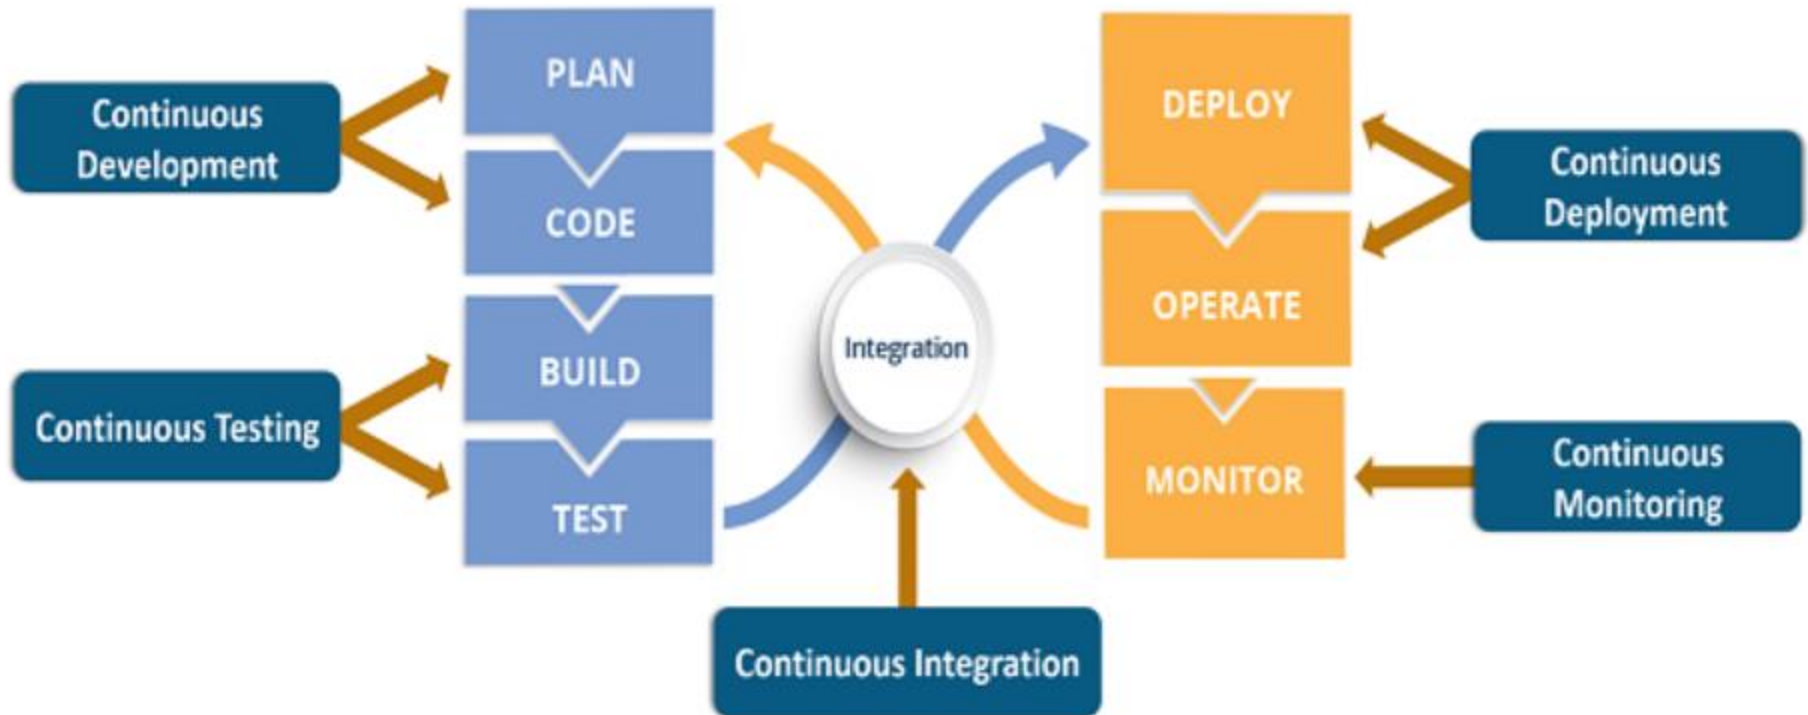 PLAN
Continuous
Development
CODE
BUILD
Continuous Testing
TEST
Integration
Continuous Integration
DEPLOY
Continuous
Deployment
OPERATE
MONITOR
Continuous
Monitoring